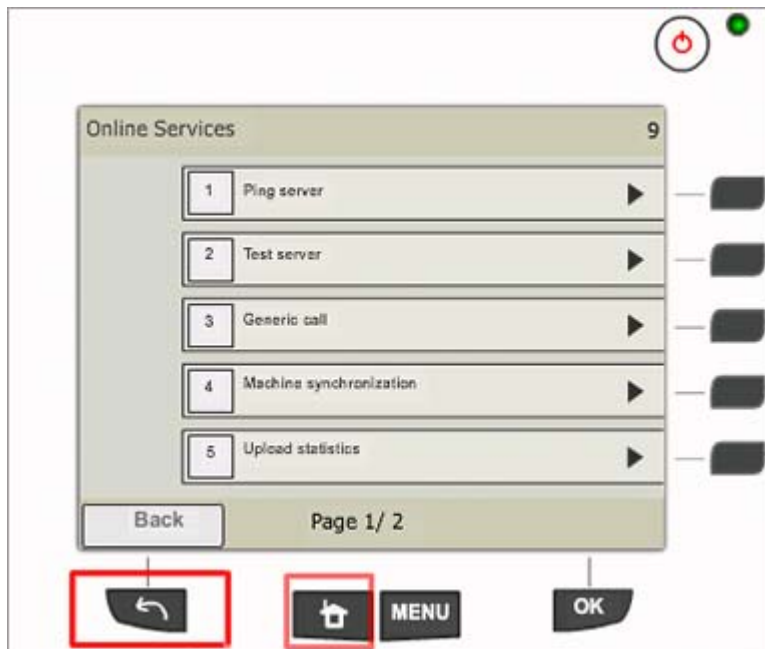 Online Services 9
1 Ping server
2 Test server
3 Generic call
4 Machine synchronization
5 Upload statistics
Back Page 1/ 2
MENU OK